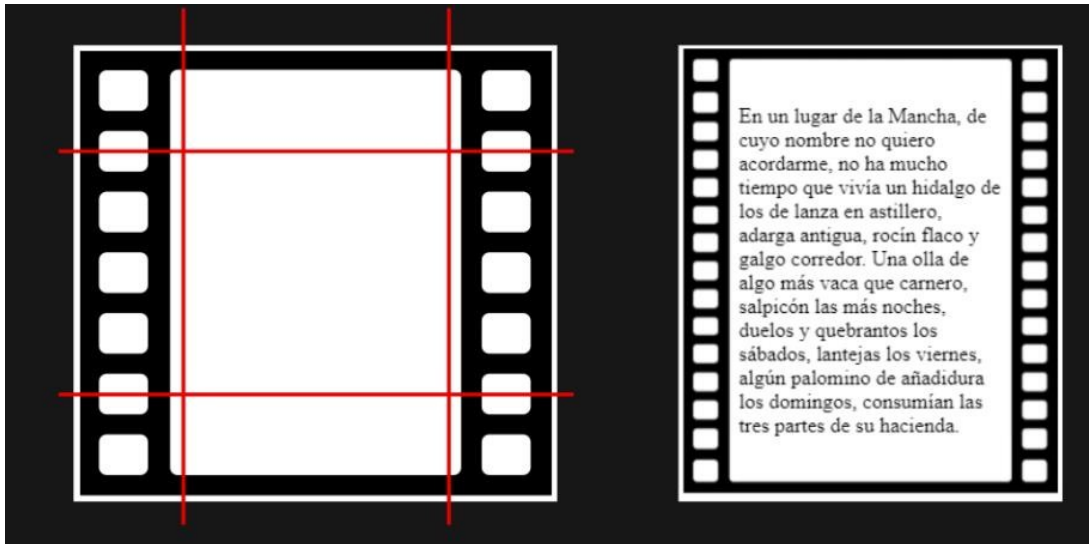 En un lugar de la Mancha, de
cuyo nombre no quiero
acordarme, no ha mucho
tiempo que vivía un hidalgo de
los de lanza en astillero,
adarga antigua, rocín flaco y
galgo corredor. Una olla de
algo más vaca que carnero,
salpicón las más noches,
duelos y quebrantos los
sábados, lantejas los viernes,
algún palomino de añadidura
los domingos, consumían las
tres partes de su hacienda.